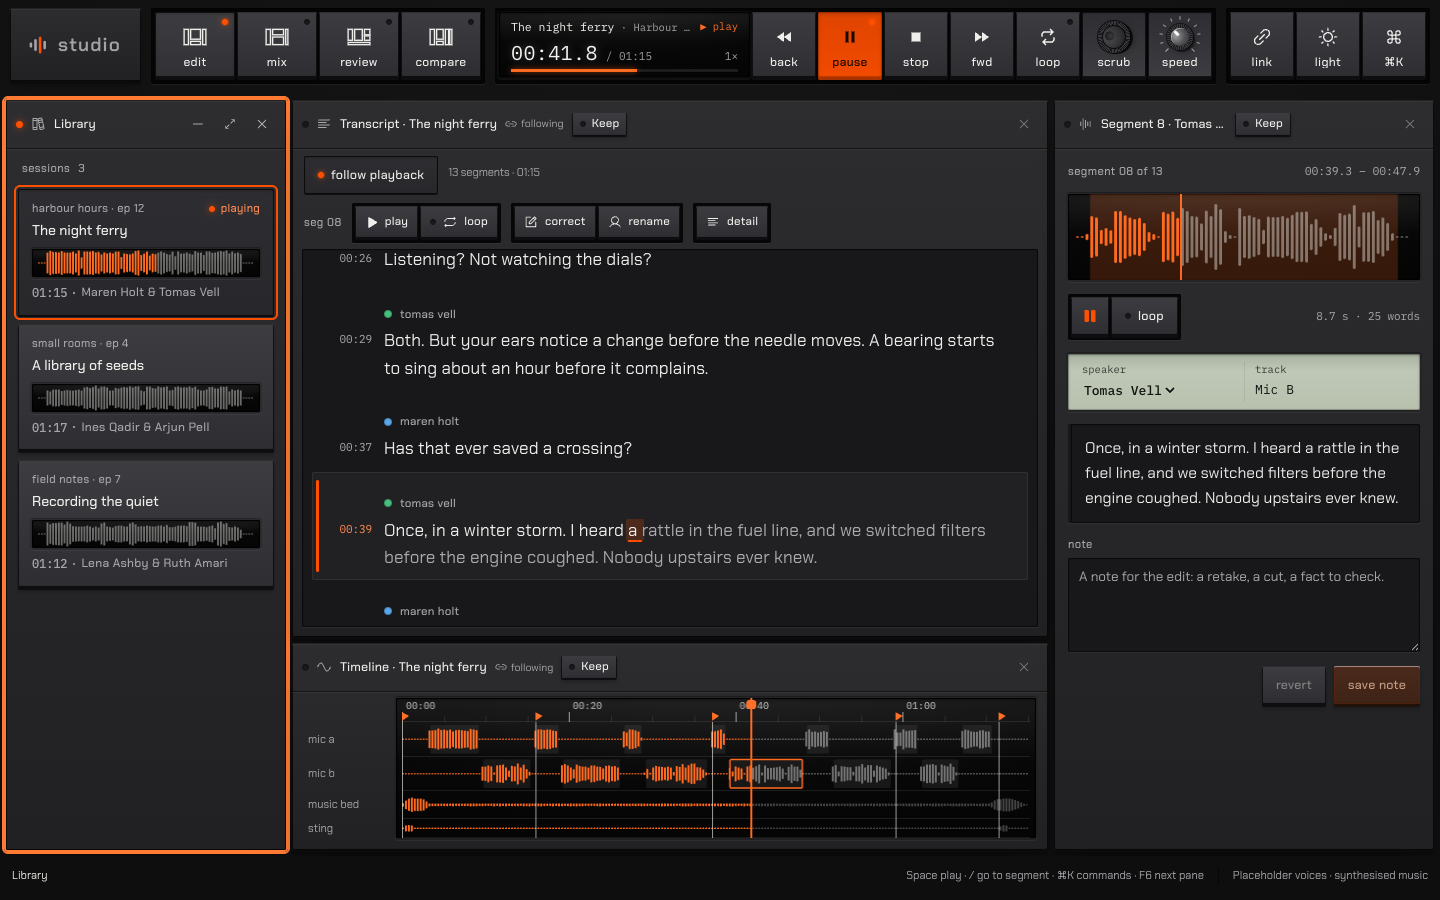 studio
edit
mix
review
compare
The night ferry · Harbour … ▶ play
00:41.8 / 01:15 1×
back
pause
stop
fwd
loop
scrub
speed
link
light
⌘K
Library
sessions 3
harbour hours · ep 12 playing
The night ferry
01:15 · Maren Holt & Tomas Vell
small rooms · ep 4
A library of seeds
01:17 · Ines Qadir & Arjun Pell
field notes · ep 7
Recording the quiet
01:12 · Lena Ashby & Ruth Amari
Transcript · The night ferry following Keep
follow playback 13 segments · 01:15
seg 08 play loop correct rename detail
00:26 Listening? Not watching the dials?
tomas vell
00:29 Both. But your ears notice a change before the needle moves. A bearing starts
to sing about an hour before it complains.
maren holt
00:37 Has that ever saved a crossing?
tomas vell
00:39 Once, in a winter storm. I heard a rattle in the fuel line, and we switched filters
before the engine coughed. Nobody upstairs ever knew.
maren holt
Timeline · The night ferry following Keep
00:00 00:20 00:40 01:00
mic a
mic b
music bed
sting
Segment 8 · Tomas … Keep
segment 08 of 13 00:39.3 – 00:47.9
loop 8.7 s · 25 words
speaker track
Tomas Vell Mic B
Once, in a winter storm. I heard a rattle in the
fuel line, and we switched filters before the
engine coughed. Nobody upstairs ever knew.
note
A note for the edit: a retake, a cut, a fact to check.
revert save note
Library
Space play · / go to segment · ⌘K commands · F6 next pane
Placeholder voices · synthesised music